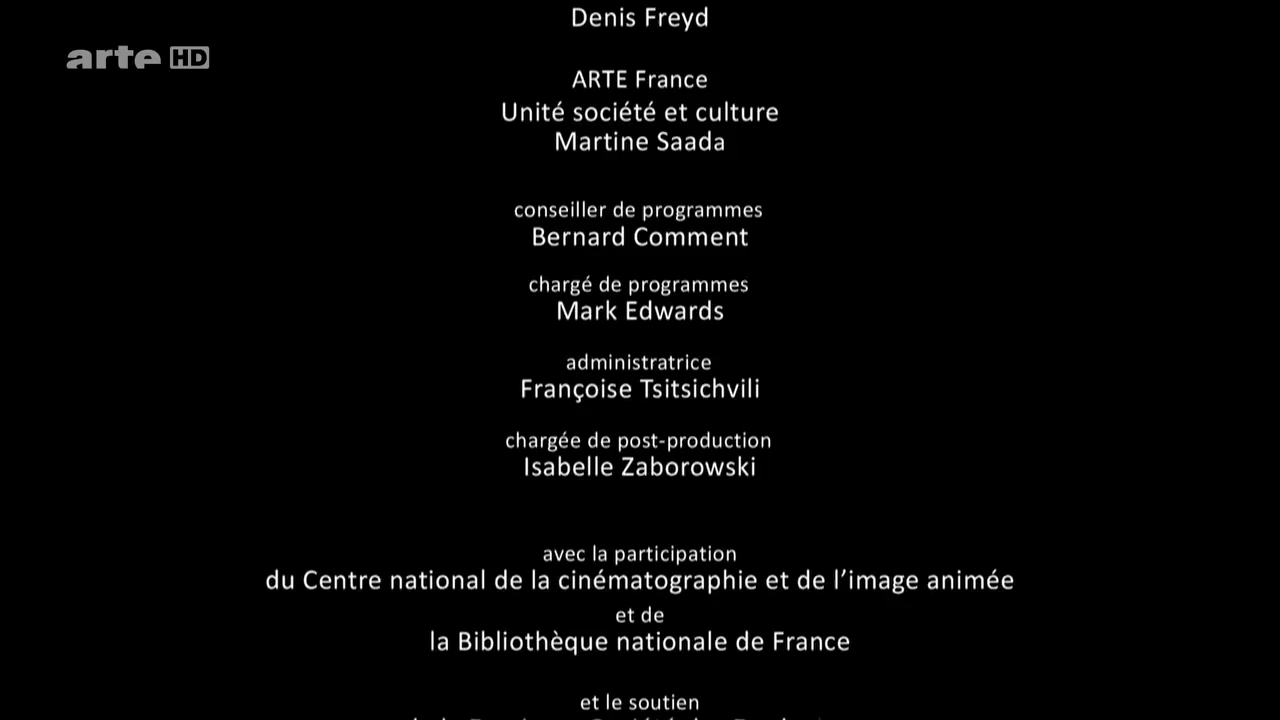 Denis Freyd
arte HD
ARTE France
Unité société et culture
Martine Saada
conseiller de programmes
Bernard Comment
chargé de programmes
Mark Edwards
administratrice
Françoise Tsitsichvili
chargée de post-production
Isabelle Zaborowski
avec la participation
du Centre national de la cinématographie et de l’image animée
et de
la Bibliothèque nationale de France
et le soutien